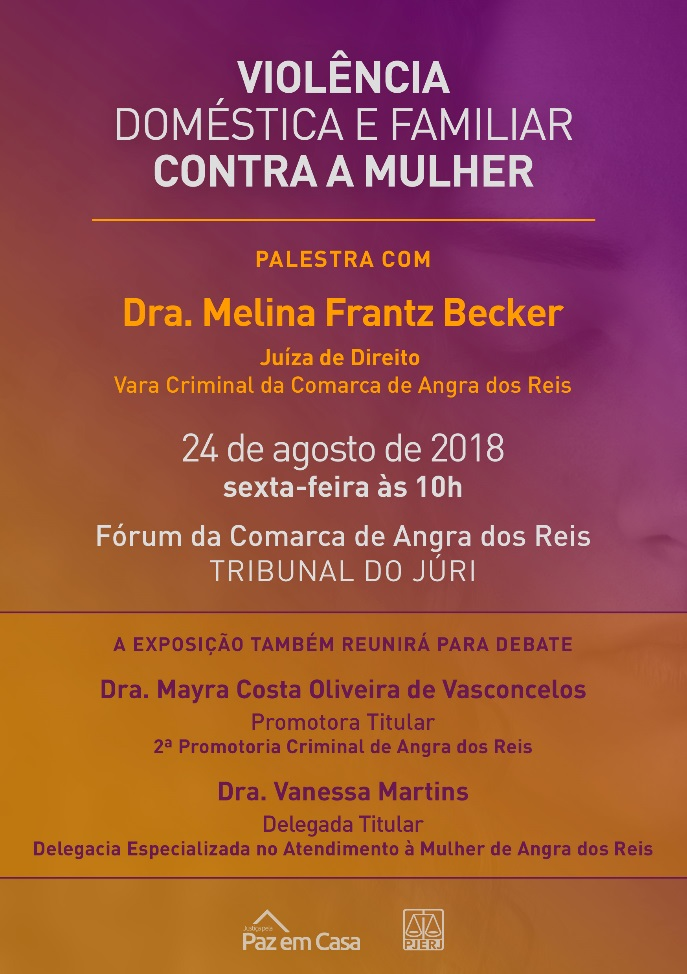 VIOLÊNCIA
DOMÉSTICA E FAMILIAR
CONTRA A MULHER
PALESTRA COM
Dra. Melina Frantz Becker
Juíza de Direito
Vara Criminal da Comarca de Angra dos Reis
24 de agosto de 2018
sexta-feira às 10h
Fórum da Comarca de Angra dos Reis
TRIBUNAL DO JÚRI
A EXPOSIÇÃO TAMBÉM REUNIRÁ PARA DEBATE
Dra. Mayra Costa Oliveira de Vasconcelos
Promotora Titular
2ª Promotoria Criminal de Angra dos Reis
Dra. Vanessa Martins
Delegada Titular
Delegacia Especializada no Atendimento à Mulher de Angra dos Reis
Justiça pela
Paz em Casa
PJERJ